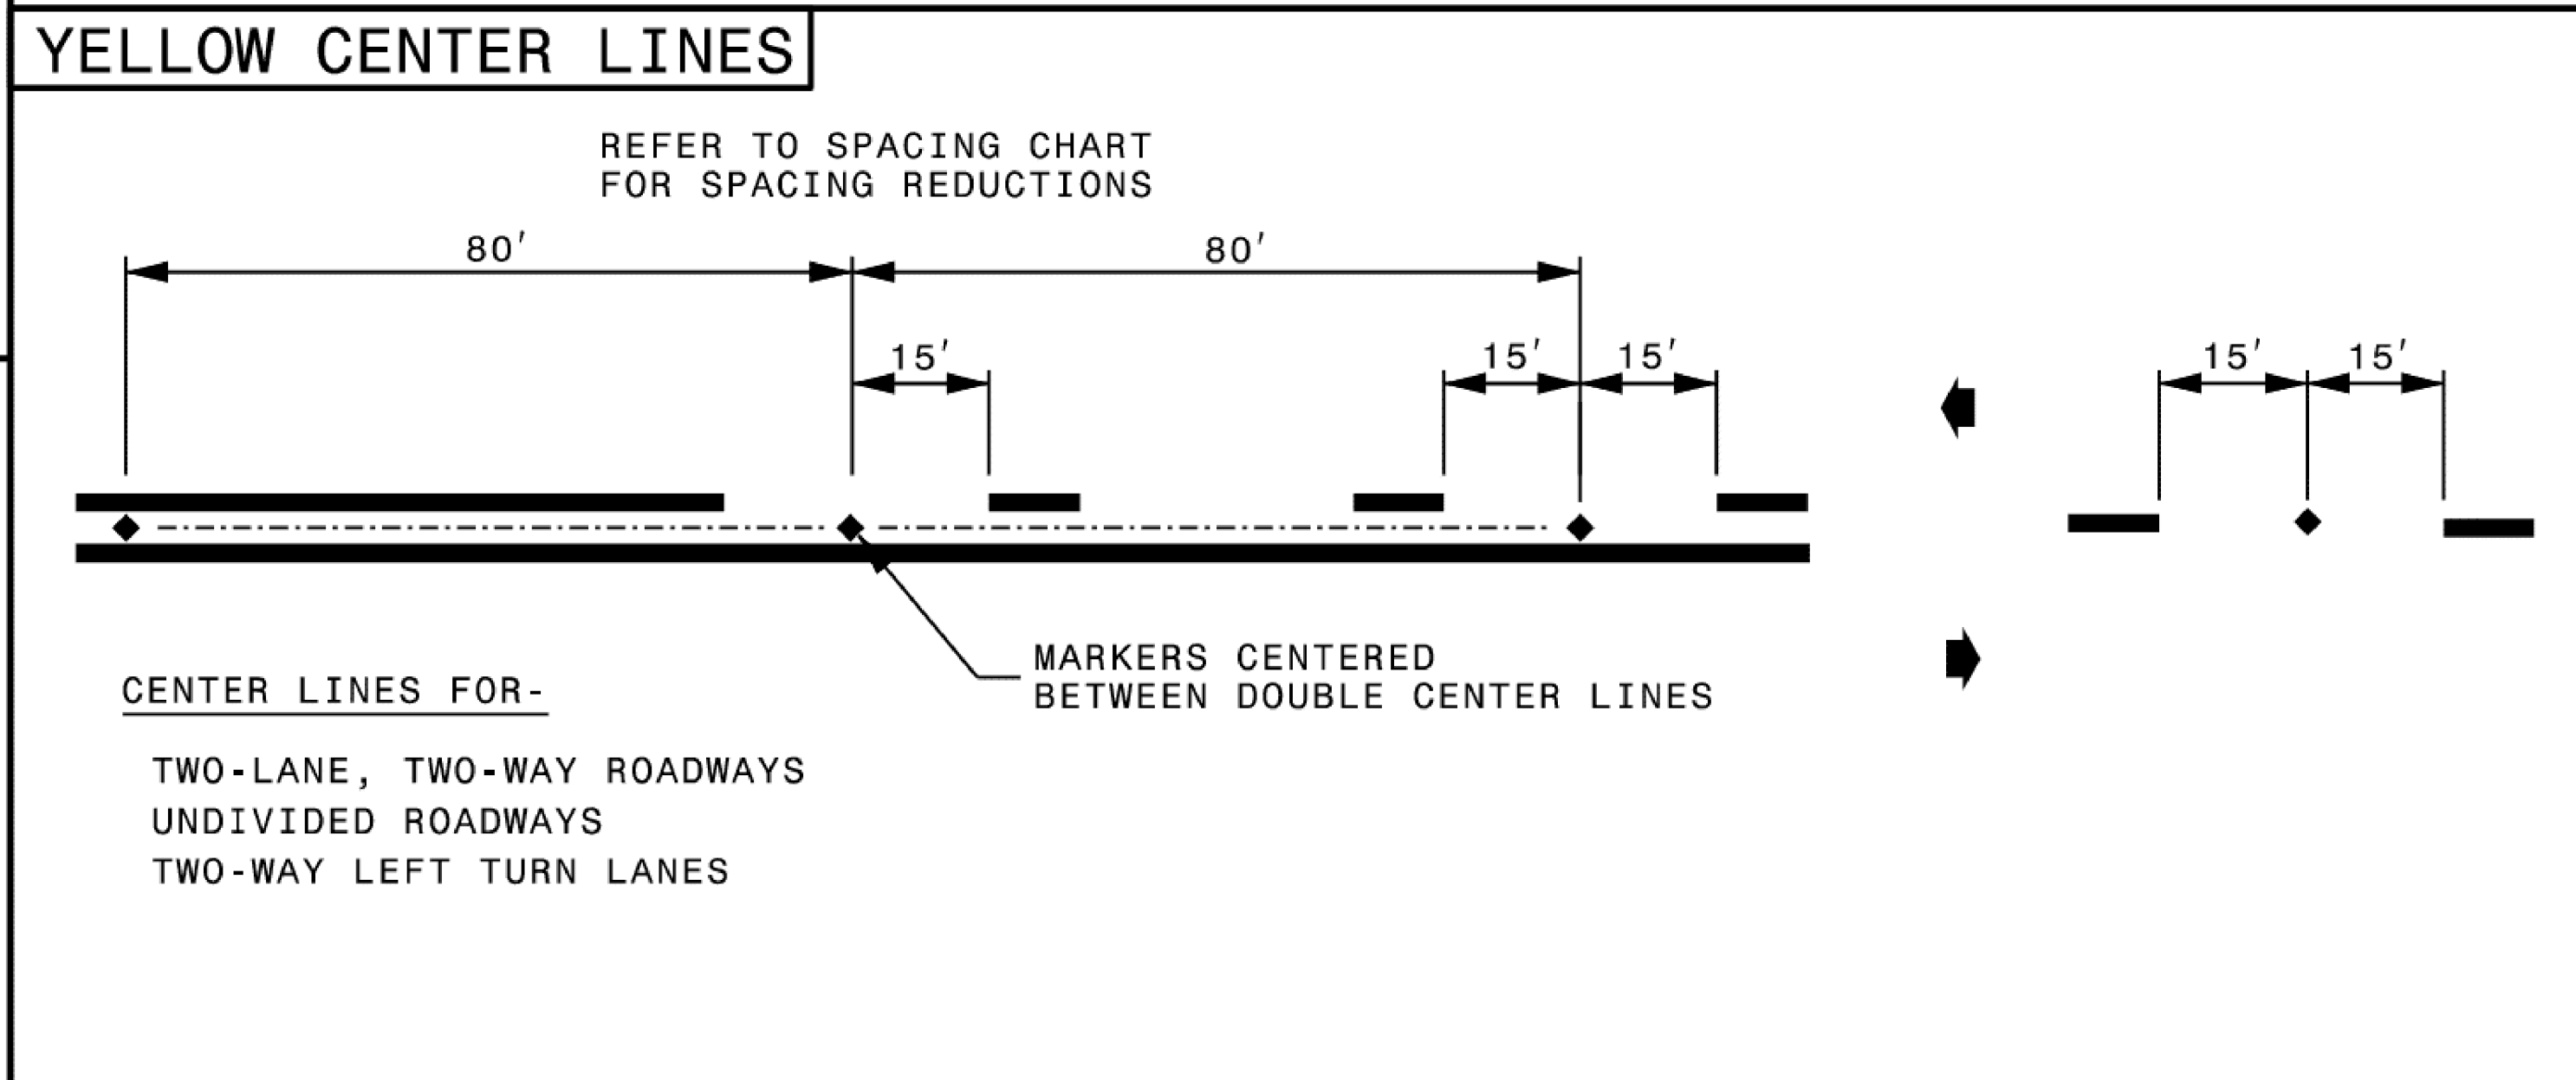 YELLOW CENTER LINES
REFER TO SPACING CHART
FOR SPACING REDUCTIONS
80' 80'
15' 15' 15' 15' 15'
MARKERS CENTERED
BETWEEN DOUBLE CENTER LINES
CENTER LINES FOR-
TWO-LANE, TWO-WAY ROADWAYS
UNDIVIDED ROADWAYS
TWO-WAY LEFT TURN LANES